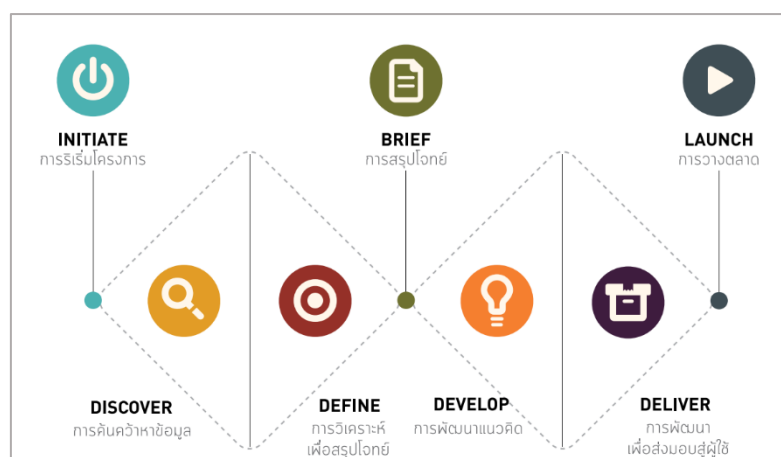 INITIATE
การริเริ่มโครงการ
BRIEF
การสรุปโจทย์
LAUNCH
การวางตลาด
DISCOVER
การค้นคว้าหาข้อมูล
DEFINE
การวิเคราะห์
เพื่อสรุปโจทย์
DEVELOP
การพัฒนาแนวคิด
DELIVER
การพัฒนา
เพื่อส่งมอบสู่ผู้ใช้